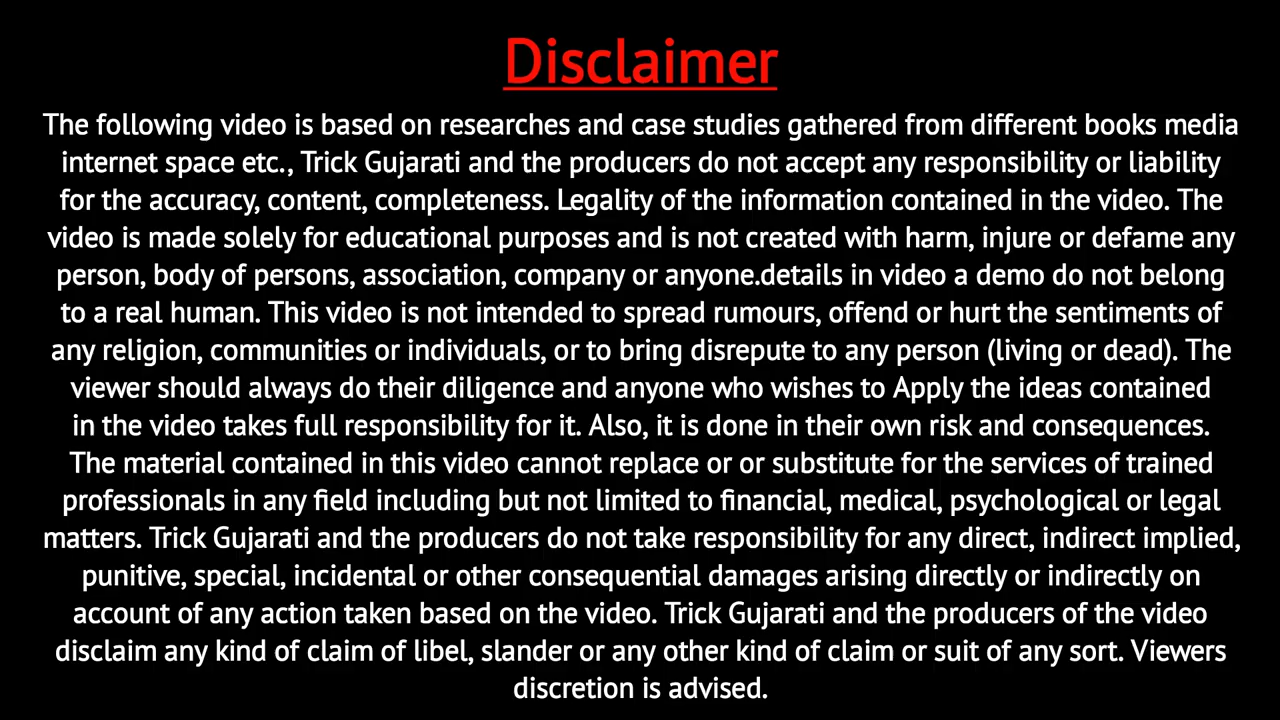 Disclaimer
The following video is based on researches and case studies gathered from different books media
internet space etc., Trick Gujarati and the producers do not accept any responsibility or liability
for the accuracy, content, completeness. Legality of the information contained in the video. The
video is made solely for educational purposes and is not created with harm, injure or defame any
person, body of persons, association, company or anyone.details in video a demo do not belong
to a real human. This video is not intended to spread rumours, offend or hurt the sentiments of
any religion, communities or individuals, or to bring disrepute to any person (living or dead). The
viewer should always do their diligence and anyone who wishes to Apply the ideas contained
in the video takes full responsibility for it. Also, it is done in their own risk and consequences.
The material contained in this video cannot replace or or substitute for the services of trained
professionals in any field including but not limited to financial, medical, psychological or legal
matters. Trick Gujarati and the producers do not take responsibility for any direct, indirect implied,
punitive, special, incidental or other consequential damages arising directly or indirectly on
account of any action taken based on the video. Trick Gujarati and the producers of the video
disclaim any kind of claim of libel, slander or any other kind of claim or suit of any sort. Viewers
discretion is advised.